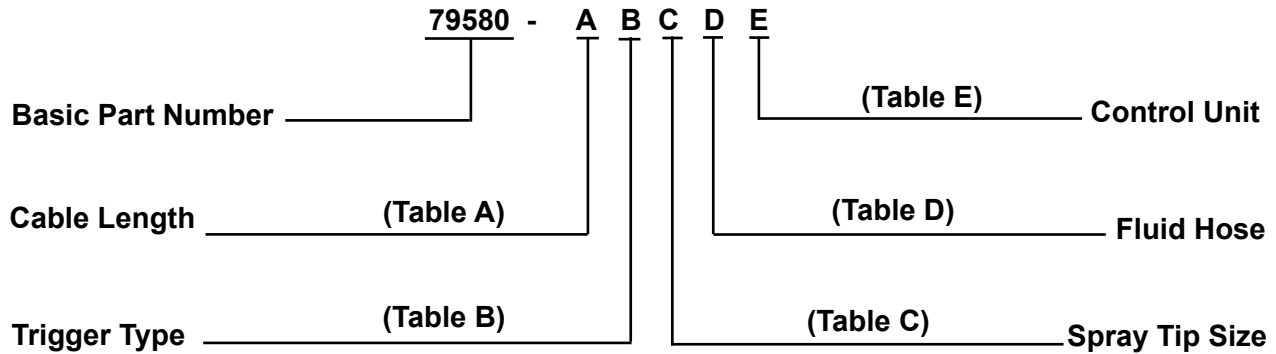 79580 - A B C D E
Basic Part Number (Table E) Control Unit
Cable Length (Table A) (Table D) Fluid Hose
Trigger Type (Table B) (Table C) Spray Tip Size